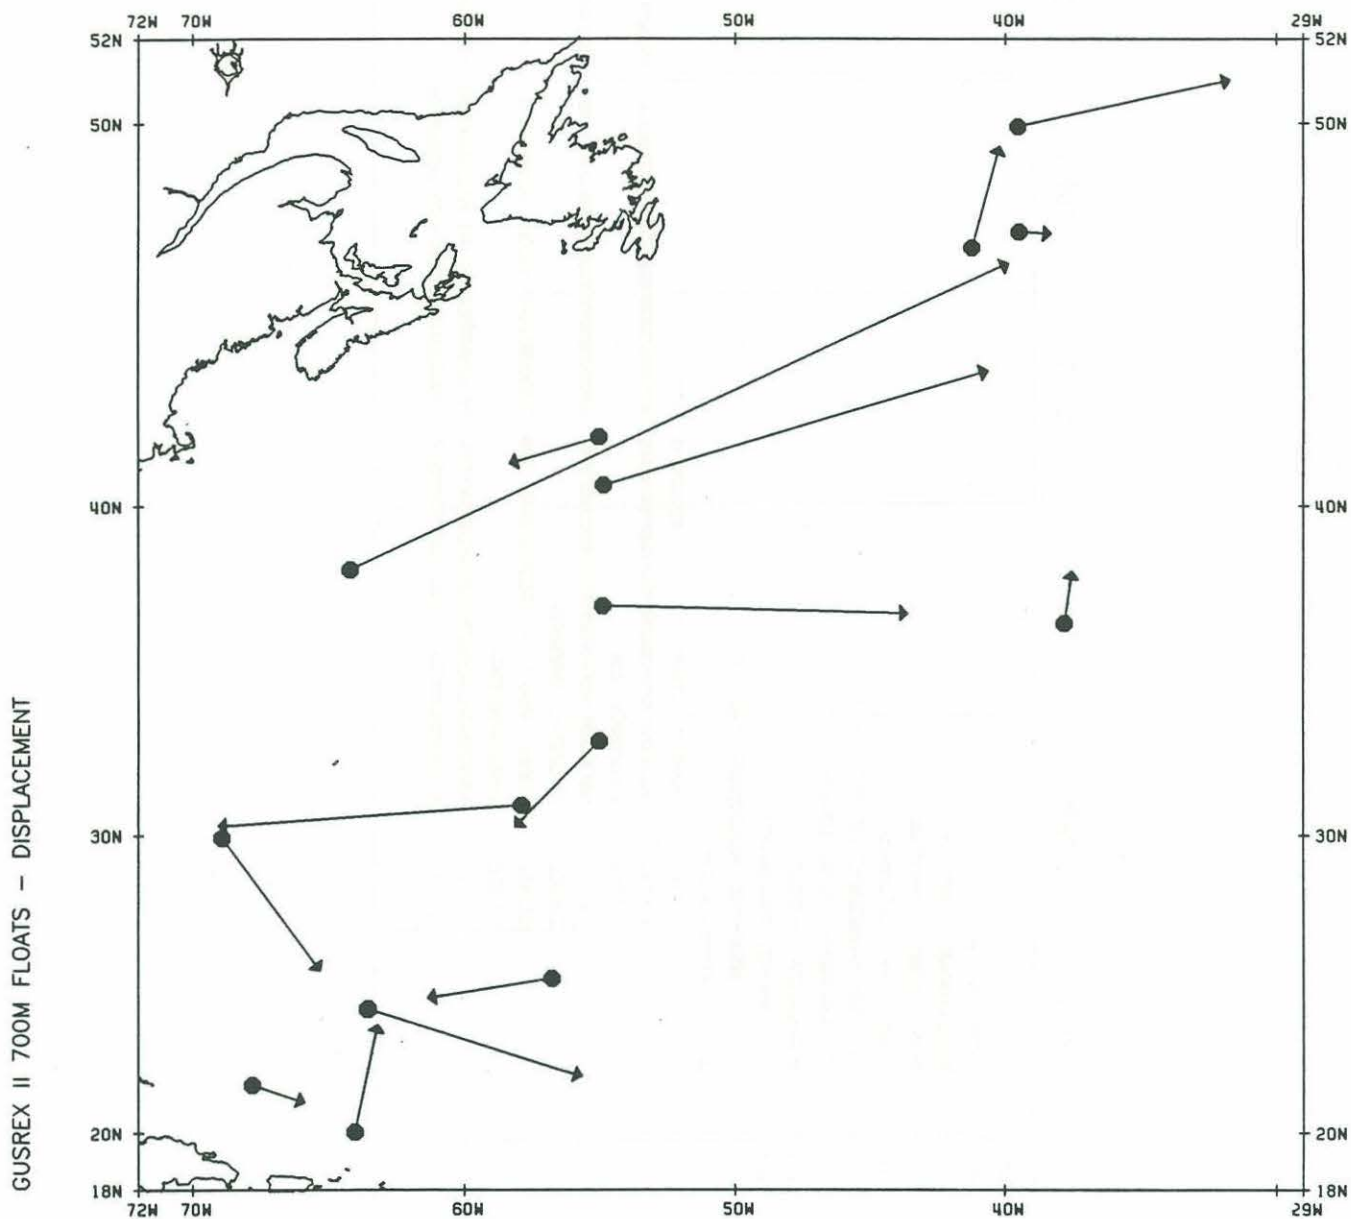 72W 70W 60W 50W 40W 29W
52N 52N
50N 50N
40N 40N
30N 30N
20N 20N
18N 18N
72W 70W 60W 50W 40W 29W
GUSREX II 700M FLOATS - DISPLACEMENT